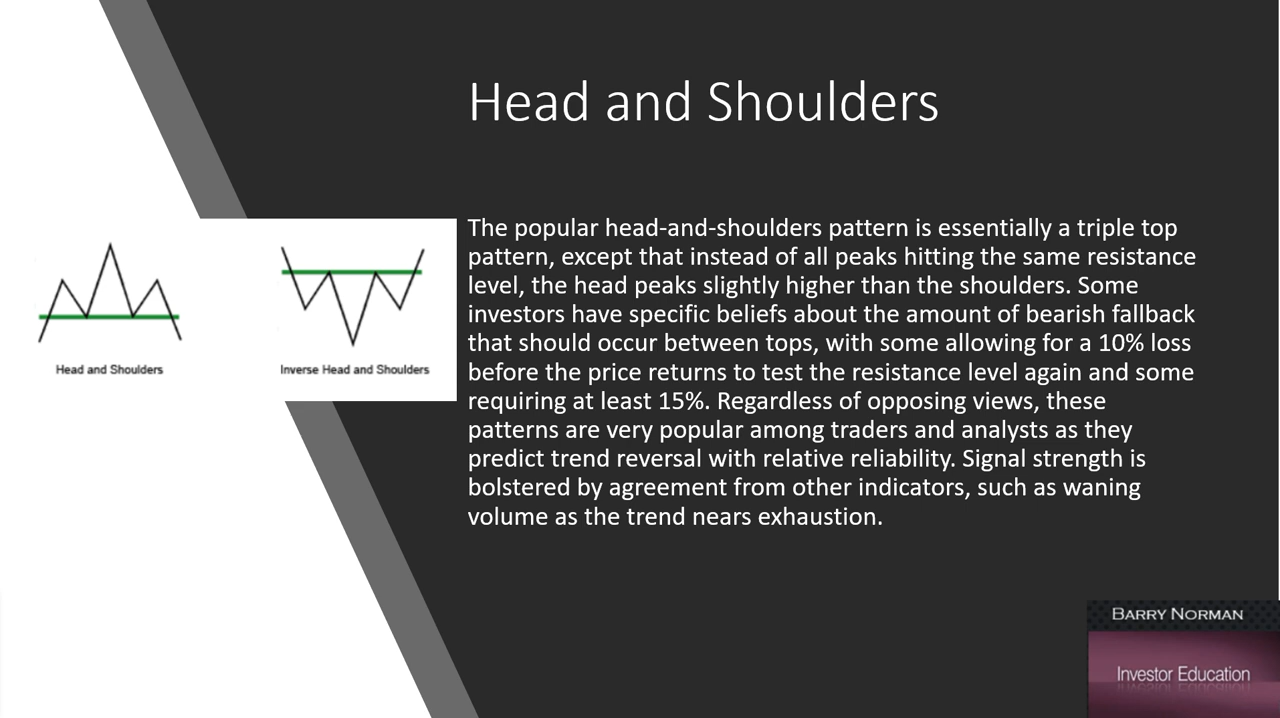 Head and Shoulders
The popular head-and-shoulders pattern is essentially a triple top
pattern, except that instead of all peaks hitting the same resistance
level, the head peaks slightly higher than the shoulders. Some
investors have specific beliefs about the amount of bearish fallback
that should occur between tops, with some allowing for a 10% loss
before the price returns to test the resistance level again and some
requiring at least 15%. Regardless of opposing views, these
patterns are very popular among traders and analysts as they
predict trend reversal with relative reliability. Signal strength is
bolstered by agreement from other indicators, such as waning
volume as the trend nears exhaustion.
Head and Shoulders
Inverse Head and Shoulders
BARRY NORMAN
Investor Education